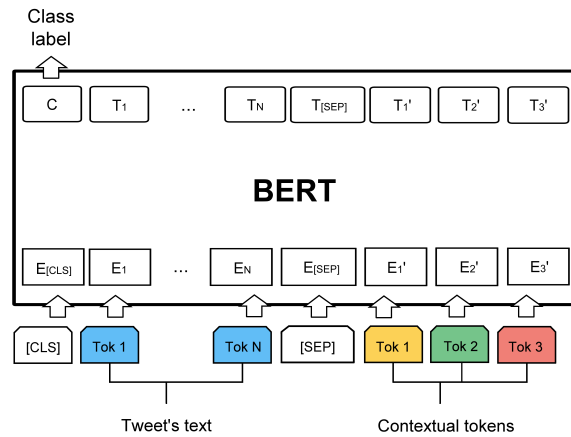 Class
label
C T1 ... TN T[SEP] T1' T2' T3'
BERT
E[CLS] E1 ... EN E[SEP] E1' E2' E3'
[CLS] Tok 1 Tok N [SEP] Tok 1 Tok 2 Tok 3
Tweet's text Contextual tokens